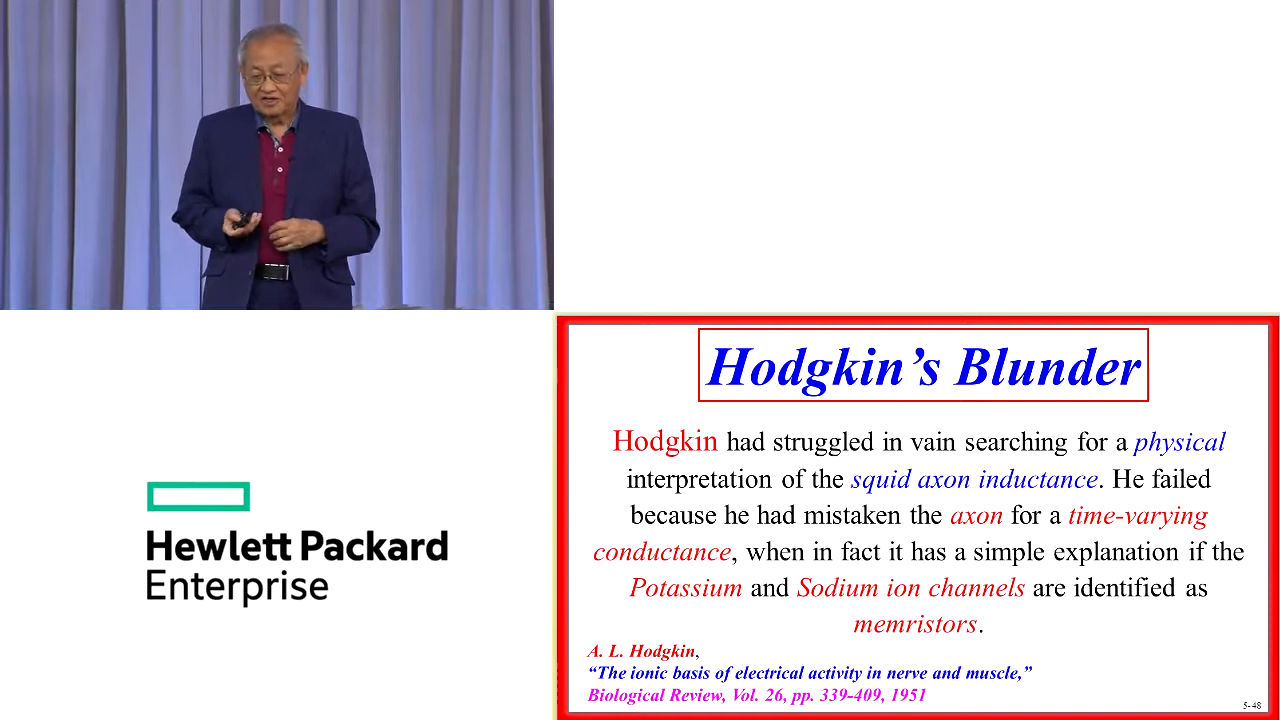 Hodgkin’s Blunder
Hodgkin had struggled in vain searching for a physical
interpretation of the squid axon inductance. He failed
because he had mistaken the axon for a time-varying
conductance, when in fact it has a simple explanation if the
Potassium and Sodium ion channels are identified as
memristors.
A. L. Hodgkin,
“The ionic basis of electrical activity in nerve and muscle,”
Biological Review, Vol. 26, pp. 339-409, 1951
5-48
Hewlett Packard
Enterprise